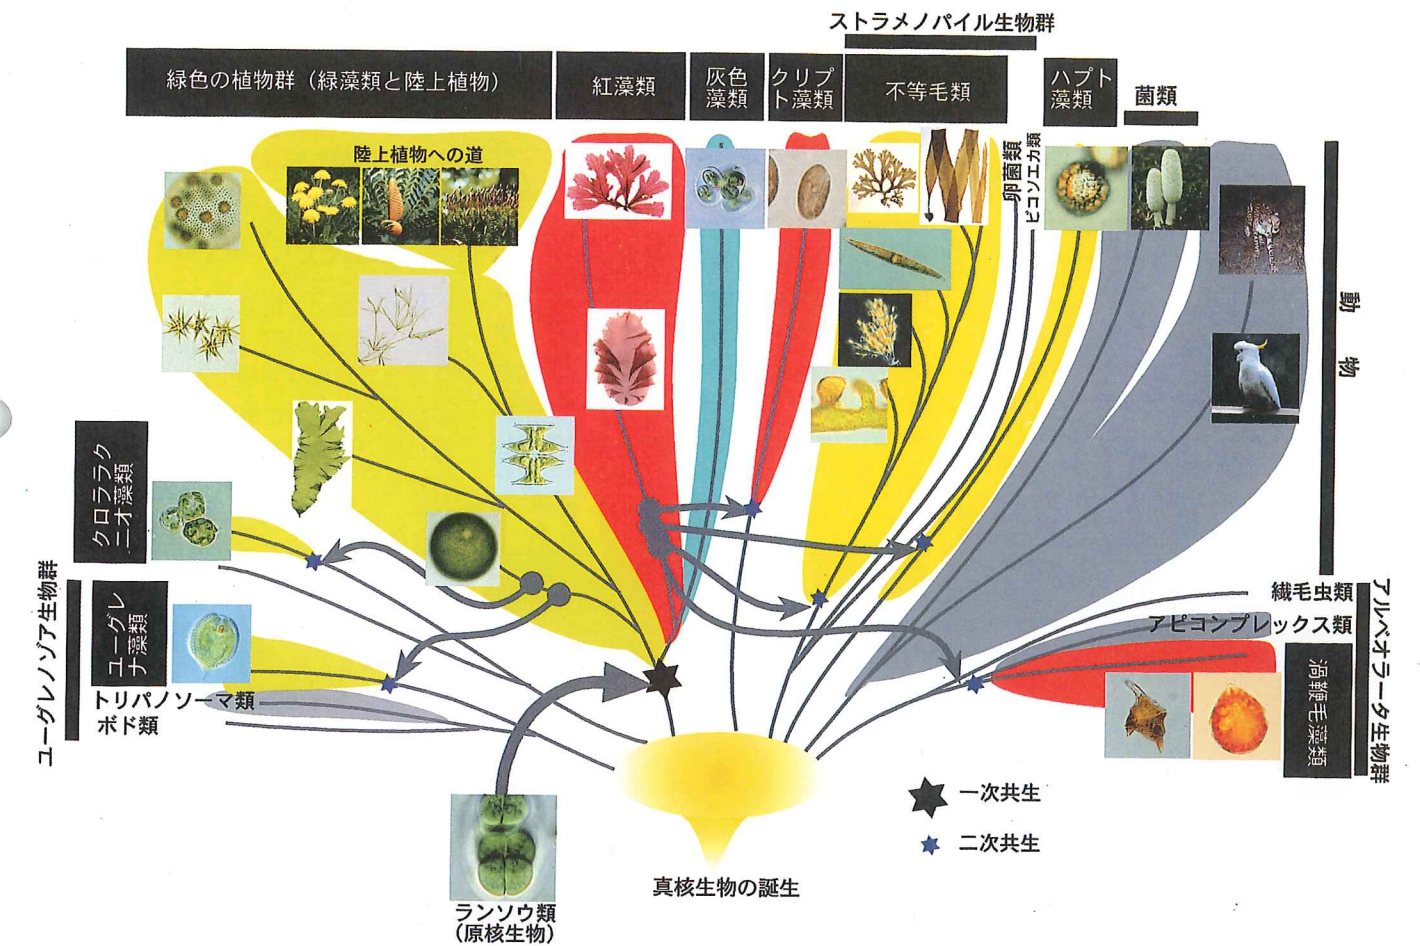 ストラメノパイル生物群
緑色の植物群（緑藻類と陸上植物）
紅藻類
灰色
藻類
クリプ
ト藻類
不等毛類
ハプト
藻類
菌類
陸上植物への道
卵菌類
ビコソエカ類
動物
クロララク
ニオ藻類
ユーグレノゾア生物群
ユーグレ
ナ藻類
トリパノソーマ類
ボド類
繊毛虫類
アピコンプレックス類
渦鞭毛藻類
アルベオラータ生物群
一次共生
二次共生
真核生物の誕生
ランソウ類
（原核生物）